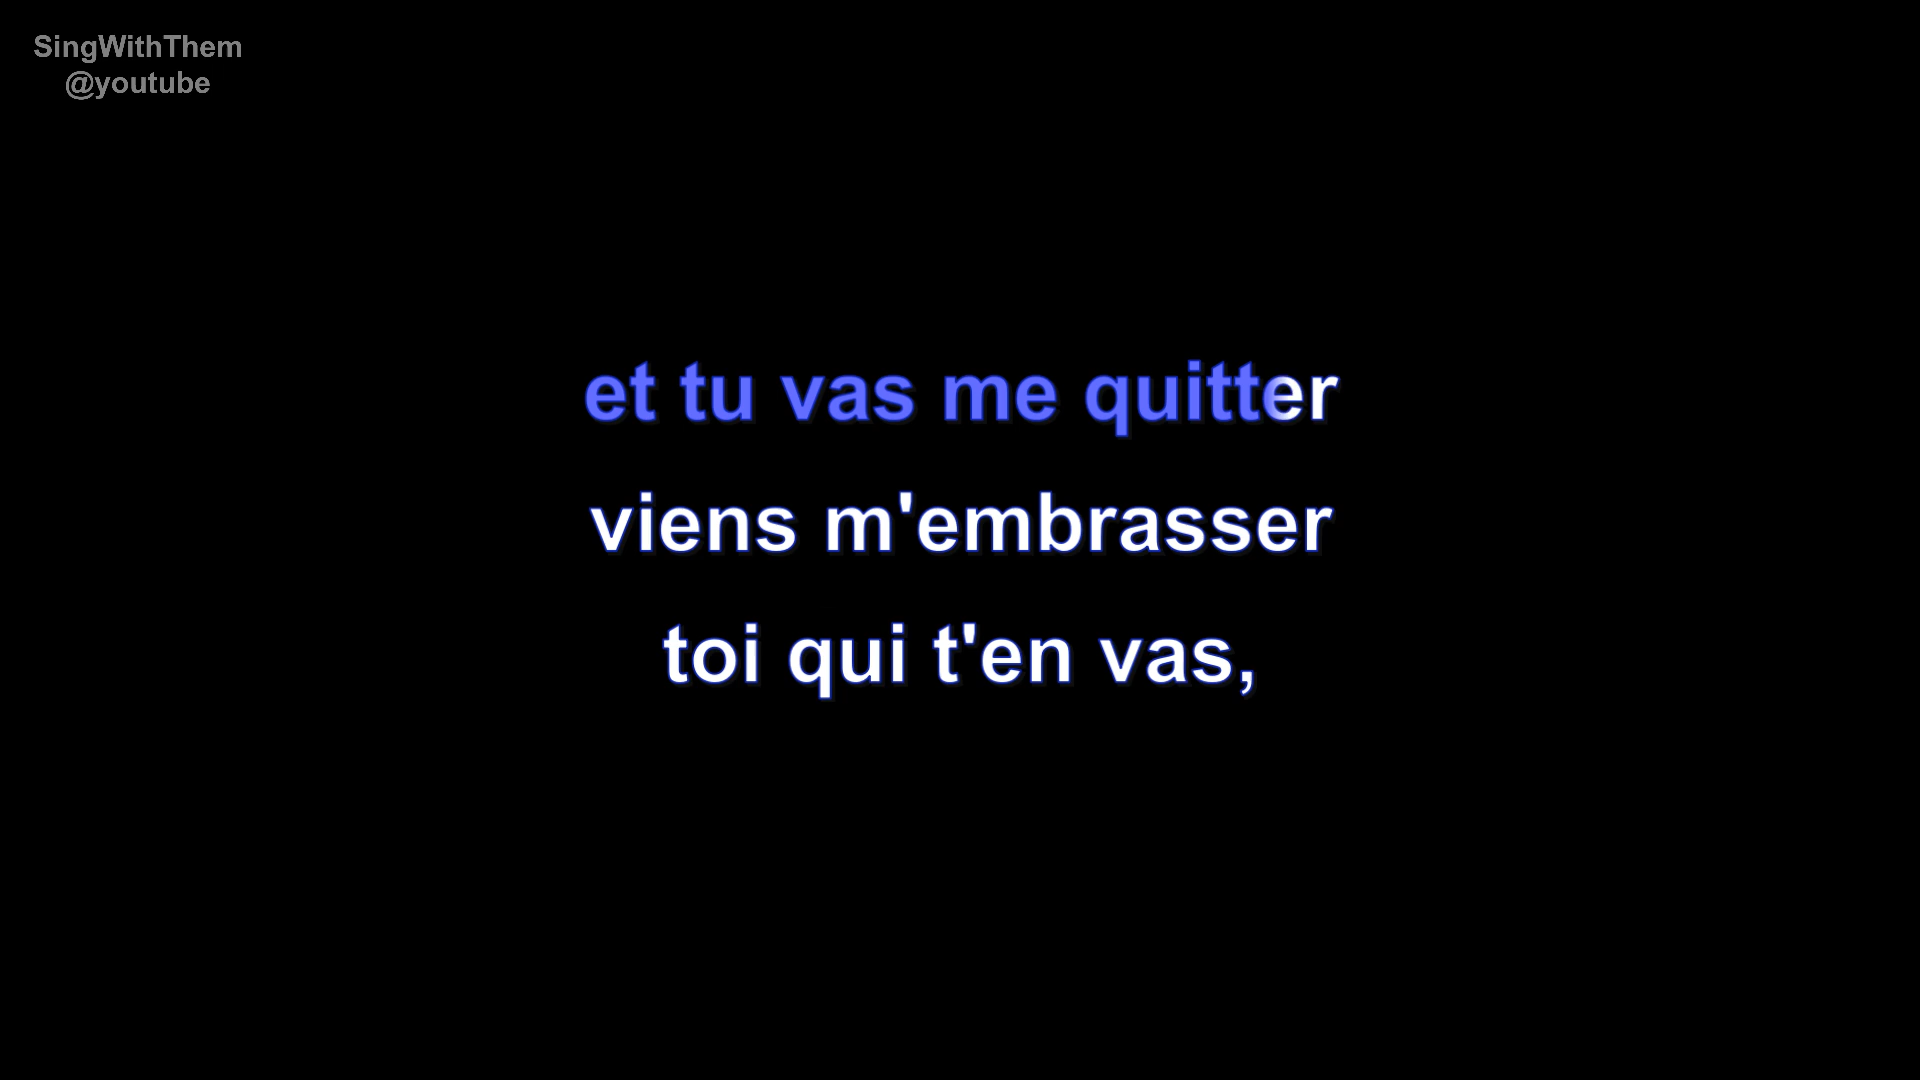 SingWithThem
@youtube
et tu vas me quitter
viens m'embrasser
toi qui t'en vas,